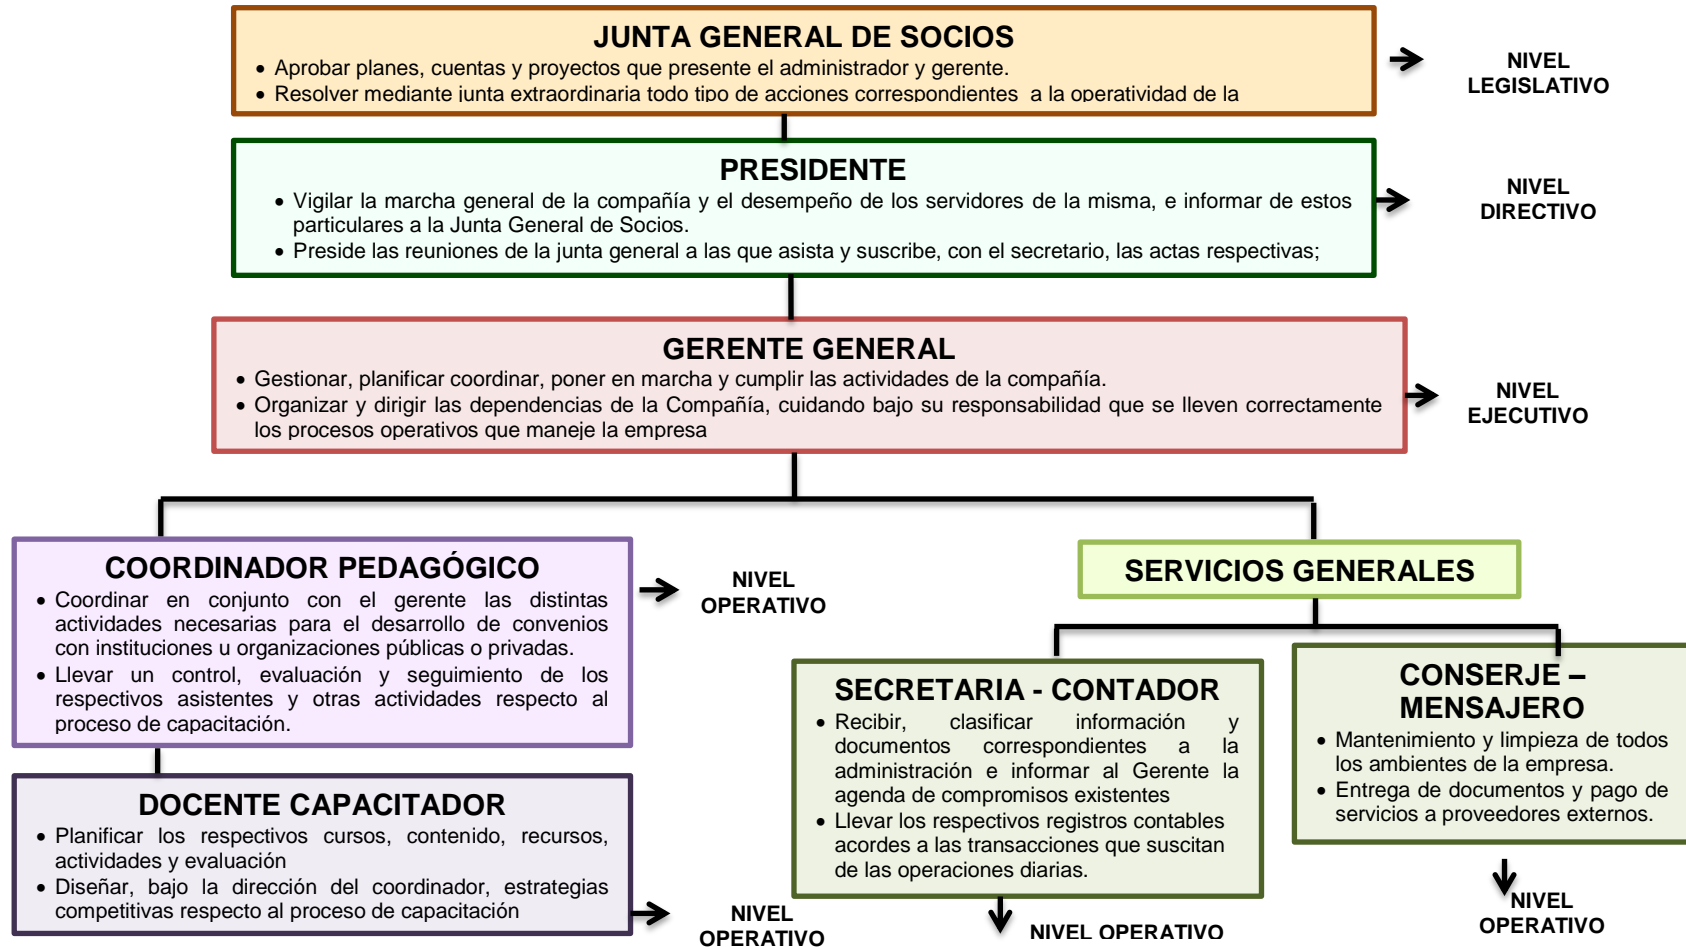 JUNTA GENERAL DE SOCIOS
• Aprobar planes, cuentas y proyectos que presente el administrador y gerente.
• Resolver mediante junta extraordinaria todo tipo de acciones correspondientes a la operatividad de la
NIVEL
LEGISLATIVO
PRESIDENTE
• Vigilar la marcha general de la compañía y el desempeño de los servidores de la misma, e informar de estos
particulares a la Junta General de Socios.
• Preside las reuniones de la junta general a las que asista y suscribe, con el secretario, las actas respectivas;
NIVEL
DIRECTIVO
GERENTE GENERAL
• Gestionar, planificar coordinar, poner en marcha y cumplir las actividades de la compañía.
• Organizar y dirigir las dependencias de la Compañía, cuidando bajo su responsabilidad que se lleven correctamente
los procesos operativos que maneje la empresa
NIVEL
EJECUTIVO
COORDINADOR PEDAGÓGICO
• Coordinar en conjunto con el gerente las distintas
actividades necesarias para el desarrollo de convenios
con instituciones u organizaciones públicas o privadas.
• Llevar un control, evaluación y seguimiento de los
respectivos asistentes y otras actividades respecto al
proceso de capacitación.
NIVEL
OPERATIVO
DOCENTE CAPACITADOR
• Planificar los respectivos cursos, contenido, recursos,
actividades y evaluación
• Diseñar, bajo la dirección del coordinador, estrategias
competitivas respecto al proceso de capacitación
NIVEL
OPERATIVO
SERVICIOS GENERALES
SECRETARIA - CONTADOR
• Recibir, clasificar información y
documentos correspondientes a la
administración e informar al Gerente la
agenda de compromisos existentes
• Llevar los respectivos registros contables
acordes a las transacciones que suscitan
de las operaciones diarias.
NIVEL OPERATIVO
CONSERJE –
MENSAJERO
• Mantenimiento y limpieza de todos
los ambientes de la empresa.
• Entrega de documentos y pago de
servicios a proveedores externos.
NIVEL
OPERATIVO